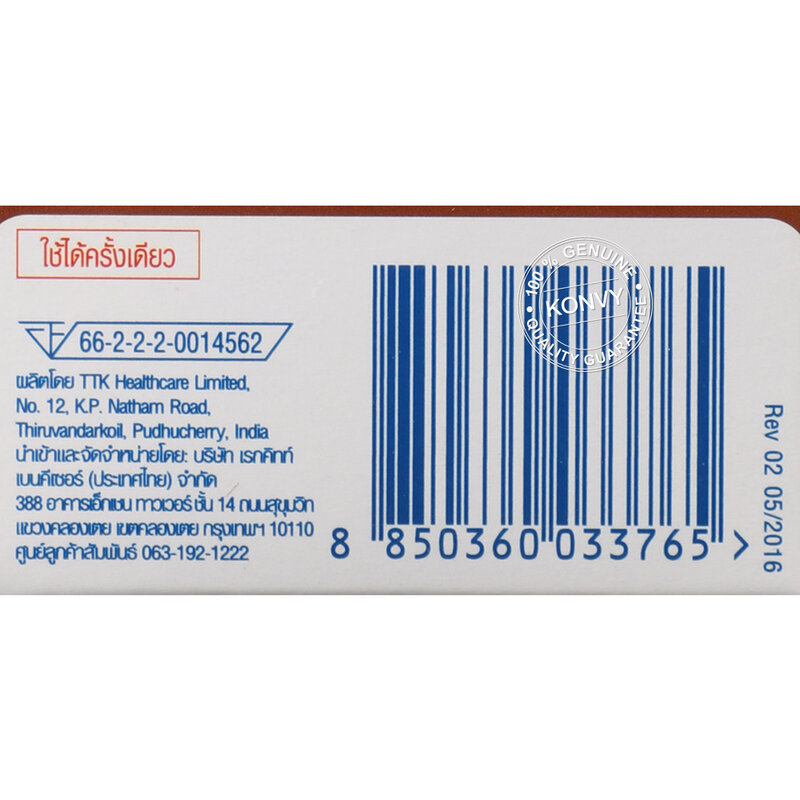 ใช้ได้ครั้งเดียว
66-2-2-2-0014562
ผลิตโดย TTK Healthcare Limited,
No. 12, K.P. Natham Road,
Thiruvandarkoil, Pudhucherry, India
นำเข้าและจัดจำหน่ายโดย: บริษัท เรกคิทท์
เบนคีเซอร์ (ประเทศไทย) จำกัด
388 อาคารเอ็กเชน ทาวเวอร์ ชั้น 14 ถนนสุขุมวิท
แขวงคลองเตย เขตคลองเตย กรุงเทพฯ 10110
ศูนย์ลูกค้าสัมพันธ์ 063-192-1222
8 850360 033765 >
Rev 02 05/2016
100% GENUINE
KONVY
QUALITY GUARANTEE